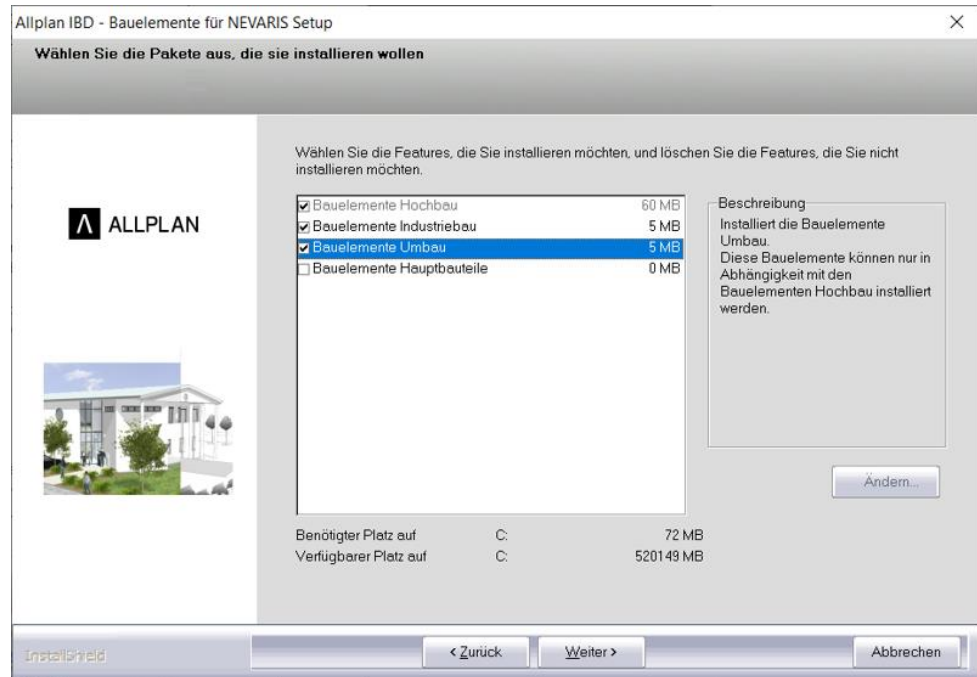 Allplan IBD - Bauelemente für NEVARIS Setup
Wählen Sie die Pakete aus, die sie installieren wollen
ALLPLAN
Wählen Sie die Features, die Sie installieren möchten, und löschen Sie die Features, die Sie nicht
installieren möchten.
Bauelemente Hochbau 60 MB
Bauelemente Industriebau 5 MB
Bauelemente Umbau 5 MB
Bauelemente Hauptbauteile 0 MB
Beschreibung
Installiert die Bauelemente
Umbau.
Diese Bauelemente können nur in
Abhängigkeit mit den
Bauelementen Hochbau installiert
werden.
Ändern...
Benötigter Platz auf C: 72 MB
Verfügbarer Platz auf C: 520149 MB
InstallShield
< Zurück Weiter > Abbrechen